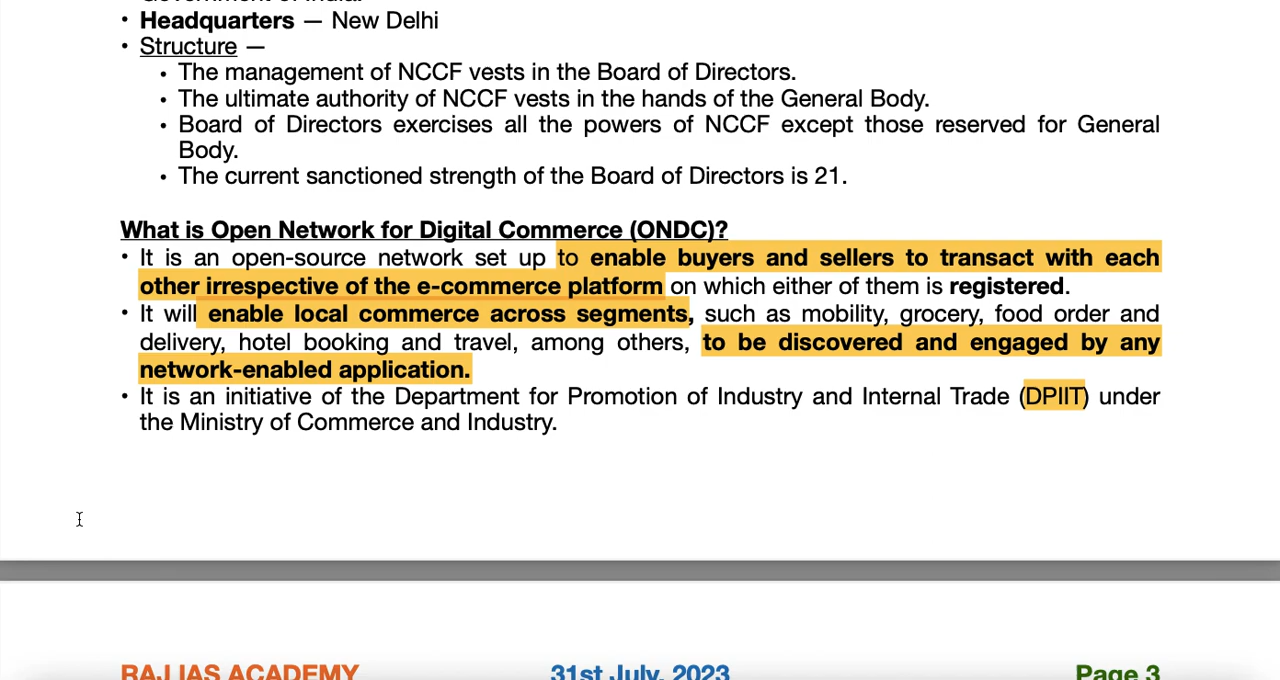 Government of India.
• Headquarters — New Delhi
• Structure —
• The management of NCCF vests in the Board of Directors.
• The ultimate authority of NCCF vests in the hands of the General Body.
• Board of Directors exercises all the powers of NCCF except those reserved for General
Body.
• The current sanctioned strength of the Board of Directors is 21.
What is Open Network for Digital Commerce (ONDC)?
• It is an open-source network set up to enable buyers and sellers to transact with each
other irrespective of the e-commerce platform on which either of them is registered.
• It will enable local commerce across segments, such as mobility, grocery, food order and
delivery, hotel booking and travel, among others, to be discovered and engaged by any
network-enabled application.
• It is an initiative of the Department for Promotion of Industry and Internal Trade (DPIIT) under
the Ministry of Commerce and Industry.
RAJ IAS ACADEMY 31st July, 2023 Page 3